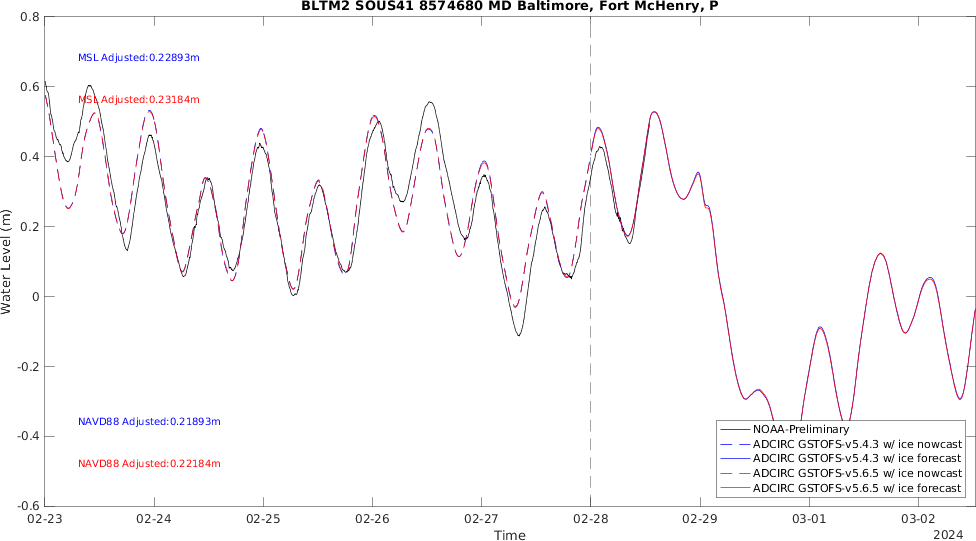 BLTM2 SOUS41 8574680 MD Baltimore, Fort McHenry, P
MSL Adjusted:0.22893m
MSL Adjusted:0.23184m
NAVD88 Adjusted:0.21893m
NAVD88 Adjusted:0.22184m
Water Level (m)
0.8
0.6
0.4
0.2
0
-0.2
-0.4
-0.6
NOAA-Preliminary
ADCIRC GSTOFS-v5.4.3 w/ ice nowcast
ADCIRC GSTOFS-v5.4.3 w/ ice forecast
ADCIRC GSTOFS-v5.6.5 w/ ice nowcast
ADCIRC GSTOFS-v5.6.5 w/ ice forecast
02-23 02-24 02-25 02-26 02-27 02-28 02-29 03-01 03-02
Time
2024